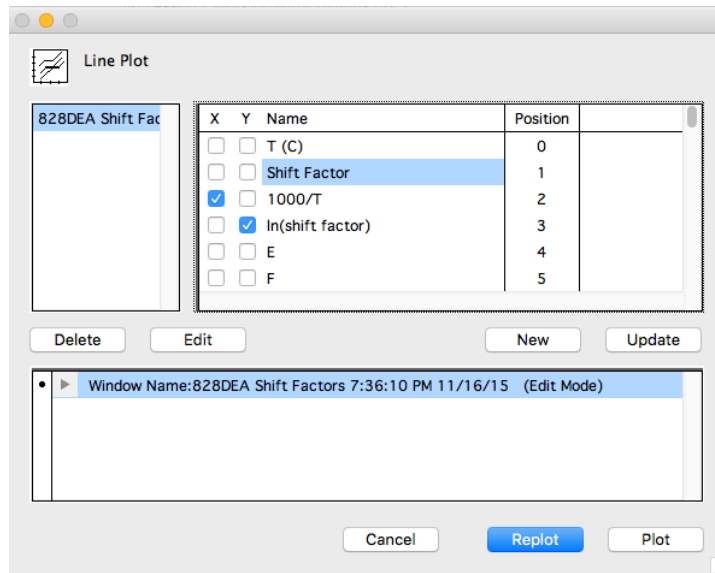 Line Plot
828DEA Shift Fac
X Y Name Position
T (C) 0
Shift Factor 1
1000/T 2
ln(shift factor) 3
E 4
F 5
Delete Edit New Update
Window Name:828DEA Shift Factors 7:36:10 PM 11/16/15 (Edit Mode)
Cancel Replot Plot